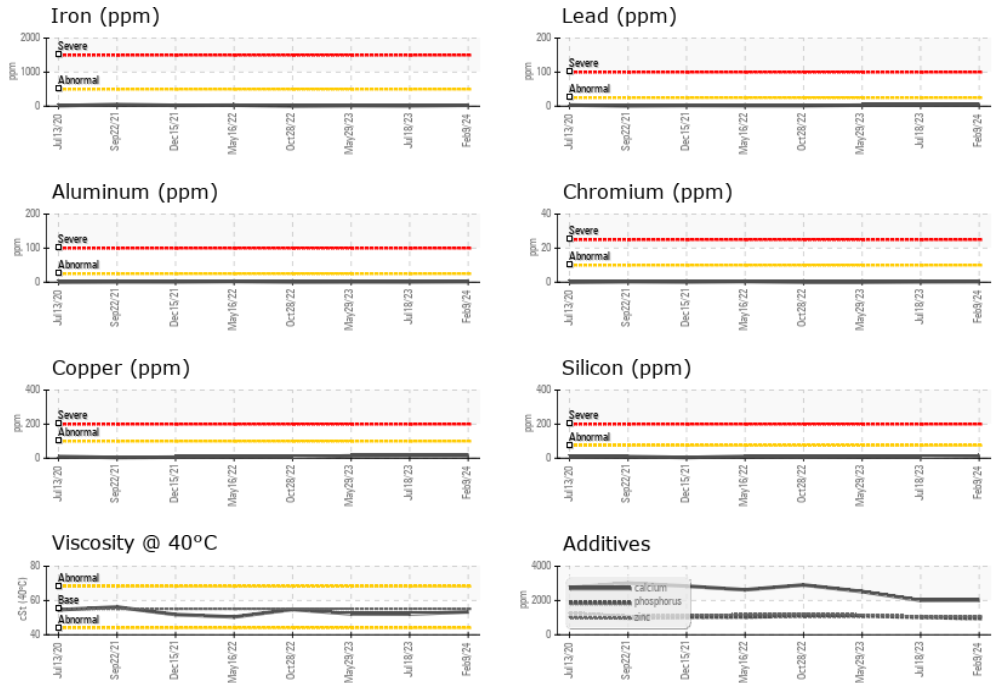 Iron (ppm)
2000
1000
0
ppm
Severe
Abnormal
Jul13/20
Sep22/21
Dec15/21
May16/22
Oct28/22
May29/23
Jul18/23
Feb9/24
Lead (ppm)
200
100
0
ppm
Severe
Abnormal
Jul13/20
Sep22/21
Dec15/21
May16/22
Oct28/22
May29/23
Jul18/23
Feb9/24
Aluminum (ppm)
200
100
0
ppm
Severe
Abnormal
Jul13/20
Sep22/21
Dec15/21
May16/22
Oct28/22
May29/23
Jul18/23
Feb9/24
Chromium (ppm)
40
20
0
ppm
Severe
Abnormal
Jul13/20
Sep22/21
Dec15/21
May16/22
Oct28/22
May29/23
Jul18/23
Feb9/24
Copper (ppm)
400
200
0
ppm
Severe
Abnormal
Jul13/20
Sep22/21
Dec15/21
May16/22
Oct28/22
May29/23
Jul18/23
Feb9/24
Silicon (ppm)
400
200
0
ppm
Severe
Abnormal
Jul13/20
Sep22/21
Dec15/21
May16/22
Oct28/22
May29/23
Jul18/23
Feb9/24
Viscosity @ 40°C
80
60
40
cSt (40°C)
Abnormal
Base
Abnormal
Jul13/20
Sep22/21
Dec15/21
May16/22
Oct28/22
May29/23
Jul18/23
Feb9/24
Additives
4000
2000
0
ppm
calcium
phosphorus
zinc
Jul13/20
Sep22/21
Dec15/21
May16/22
Oct28/22
May29/23
Jul18/23
Feb9/24